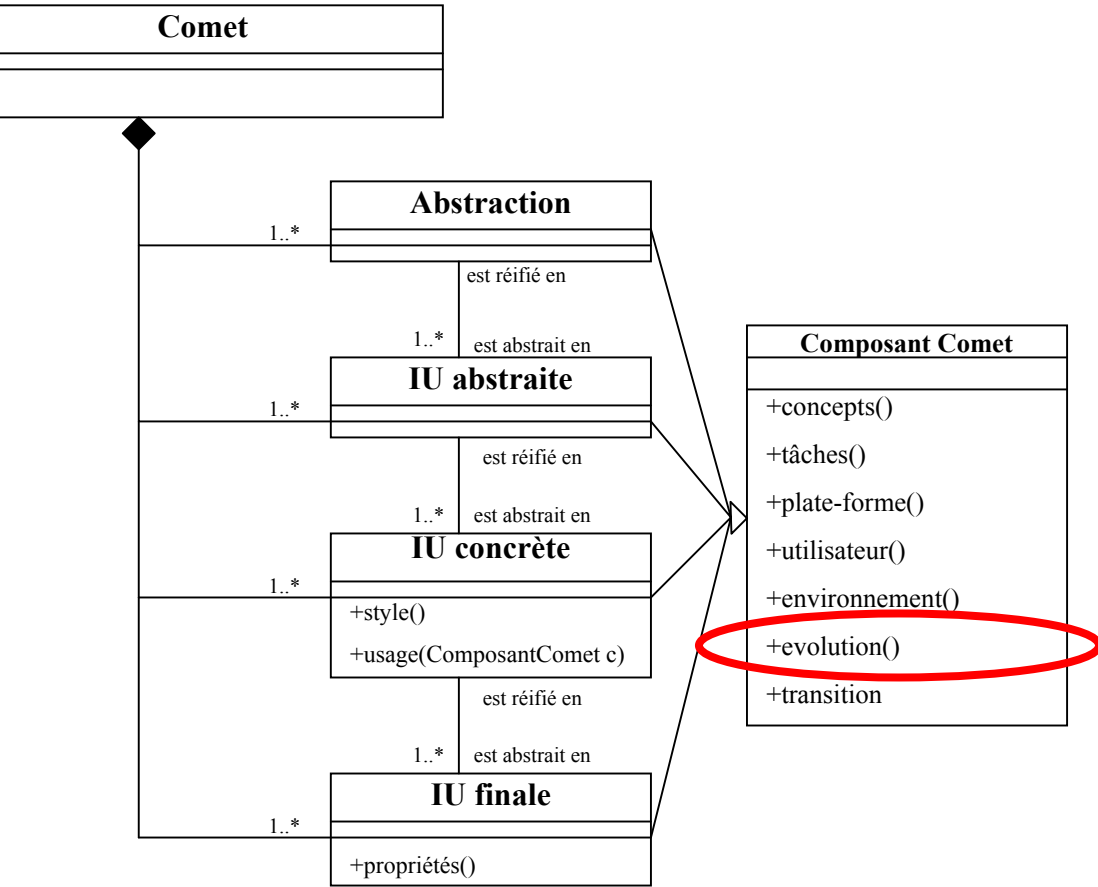 Comet
Abstraction
1..*
est réifié en
1..*
est abstrait en
IU abstraite
1..*
est réifié en
1..*
est abstrait en
IU concrète
1..*
+style()
+usage(ComposantComet c)
est réifié en
1..*
est abstrait en
IU finale
1..*
+propriétés()
Composant Comet
+concepts()
+tâches()
+plate-forme()
+utilisateur()
+environnement()
+evolution()
+transition